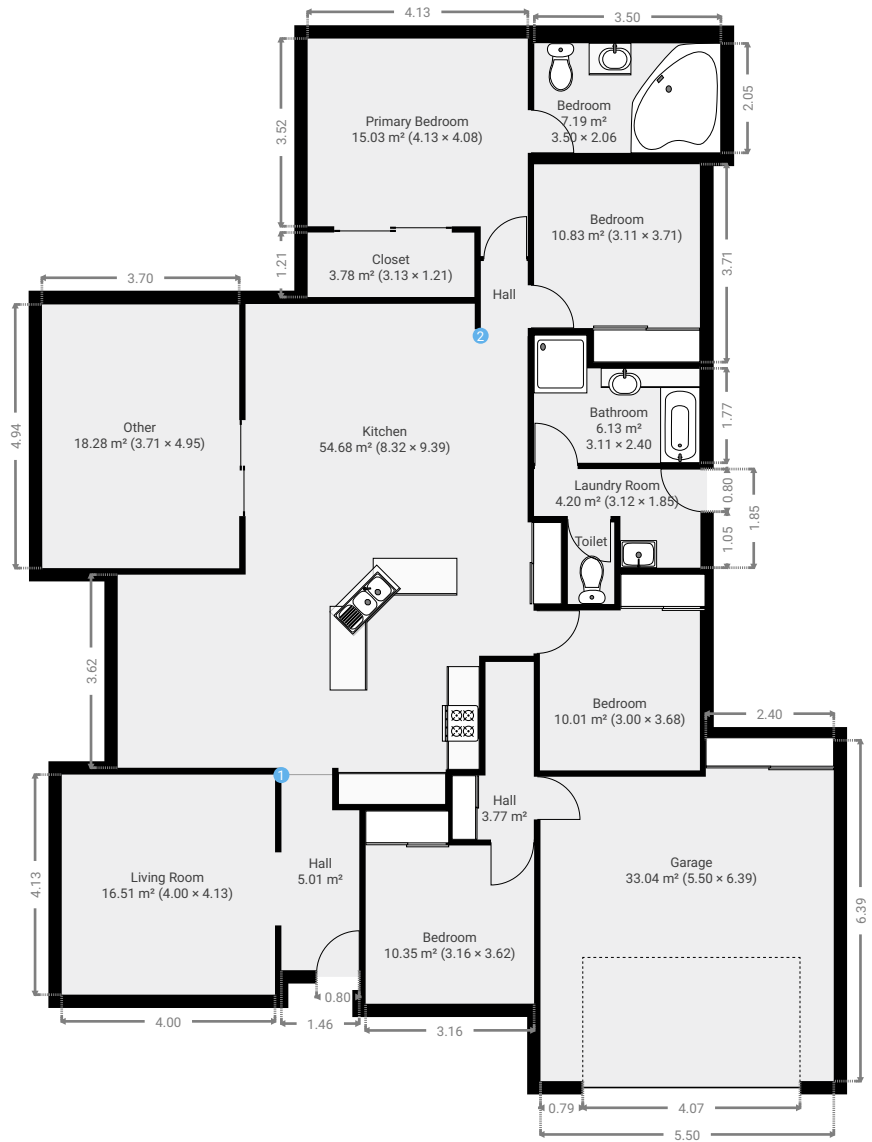 4.13
3.50
Primary Bedroom
15.03 m² (4.13 × 4.08)
3.52
Bedroom
7.19 m²
3.50 × 2.06
2.05
Bedroom
10.83 m² (3.11 × 3.71)
3.71
Closet
3.78 m² (3.13 × 1.21)
1.21
Hall
3.70
2
Other
18.28 m² (3.71 × 4.95)
4.94
Kitchen
54.68 m² (8.32 × 9.39)
Bathroom
6.13 m²
3.11 × 2.40
1.77
Laundry Room
4.20 m² (3.12 × 1.85)
0.80
1.85
1.05
Toilet
3.62
Bedroom
10.01 m² (3.00 × 3.68)
2.40
1
Hall
3.77 m²
Hall
5.01 m²
Living Room
16.51 m² (4.00 × 4.13)
4.13
Garage
33.04 m² (5.50 × 6.39)
6.39
Bedroom
10.35 m² (3.16 × 3.62)
0.80
4.00
1.46
3.16
0.79
4.07
5.50